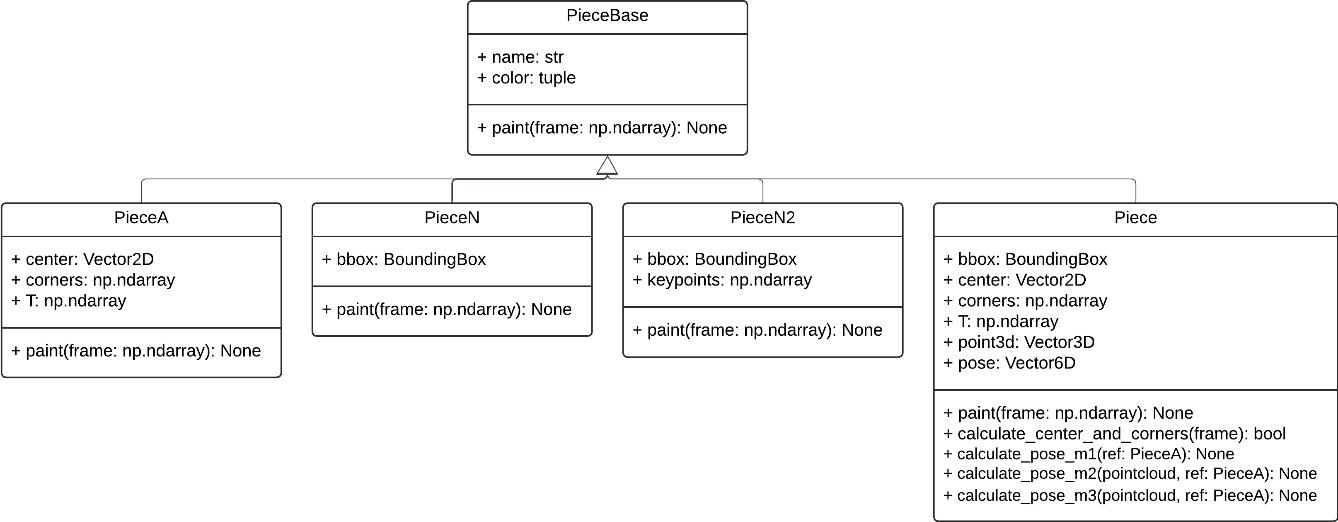 PieceBase
+ name: str
+ color: tuple
+ paint(frame: np.ndarray): None
PieceA
+ center: Vector2D
+ corners: np.ndarray
+ T: np.ndarray
+ paint(frame: np.ndarray): None
PieceN
+ bbox: BoundingBox
+ paint(frame: np.ndarray): None
PieceN2
+ bbox: BoundingBox
+ keypoints: np.ndarray
+ paint(frame: np.ndarray): None
Piece
+ bbox: BoundingBox
+ center: Vector2D
+ corners: np.ndarray
+ T: np.ndarray
+ point3d: Vector3D
+ pose: Vector6D
+ paint(frame: np.ndarray): None
+ calculate_center_and_corners(frame): bool
+ calculate_pose_m1(ref: PieceA): None
+ calculate_pose_m2(pointcloud, ref: PieceA): None
+ calculate_pose_m3(pointcloud, ref: PieceA): None